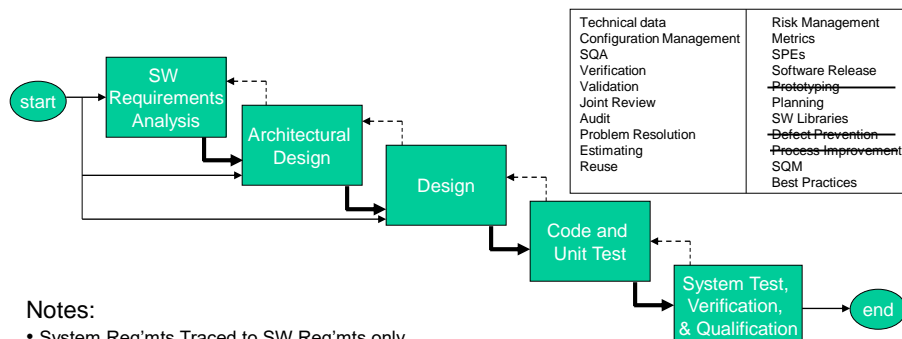 Technical data
Configuration Management
SQA
Verification
Validation
Joint Review
Audit
Problem Resolution
Estimating
Reuse
Risk Management
Metrics
SPEs
Software Release
Prototyping
Planning
SW Libraries
Defect Prevention
Process Improvement
SQM
Best Practices
start
SW
Requirements
Analysis
Architectural
Design
Design
Code and
Unit Test
System Test,
Verification,
& Qualification
end
Notes:
• System Req'mts Traced to SW Req'mts only